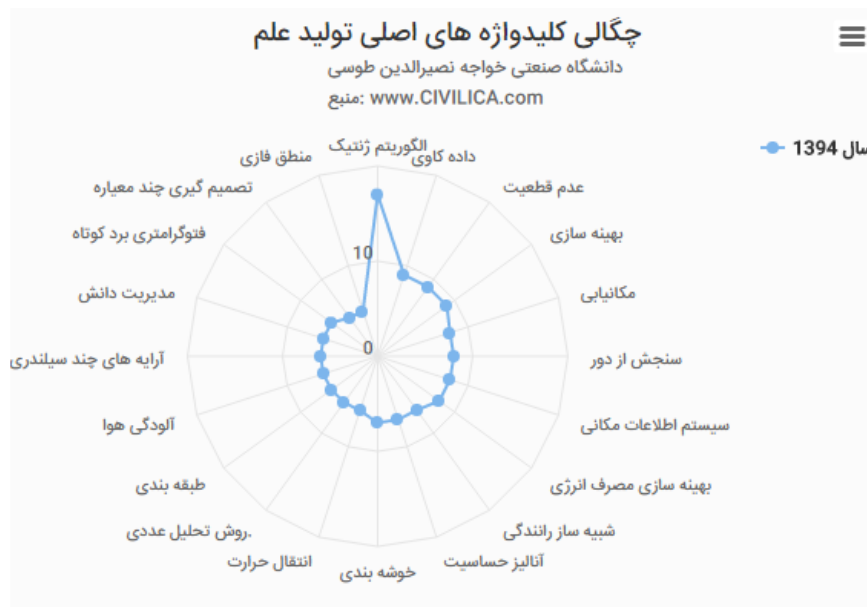 چگالی کلیدواژه های اصلی تولید علم
دانشگاه صنعتی خواجه نصیرالدین طوسی
منبع: www.CIVILICA.com
سال 1394
الگوریتم ژنتیک
داده کاوی
عدم قطعیت
بهینه سازی
مکانیابی
سنجش از دور
سیستم اطلاعات مکانی
بهینه سازی مصرف انرژی
شبیه ساز رانندگی
آنالیز حساسیت
خوشه بندی
انتقال حرارت
روش تحلیل عددی.
طبقه بندی
آلودگی هوا
آرایه های چند سیلندری
مدیریت دانش
فتوگرامتری برد کوتاه
تصمیم گیری چند معیاره
منطق فازی
10
0